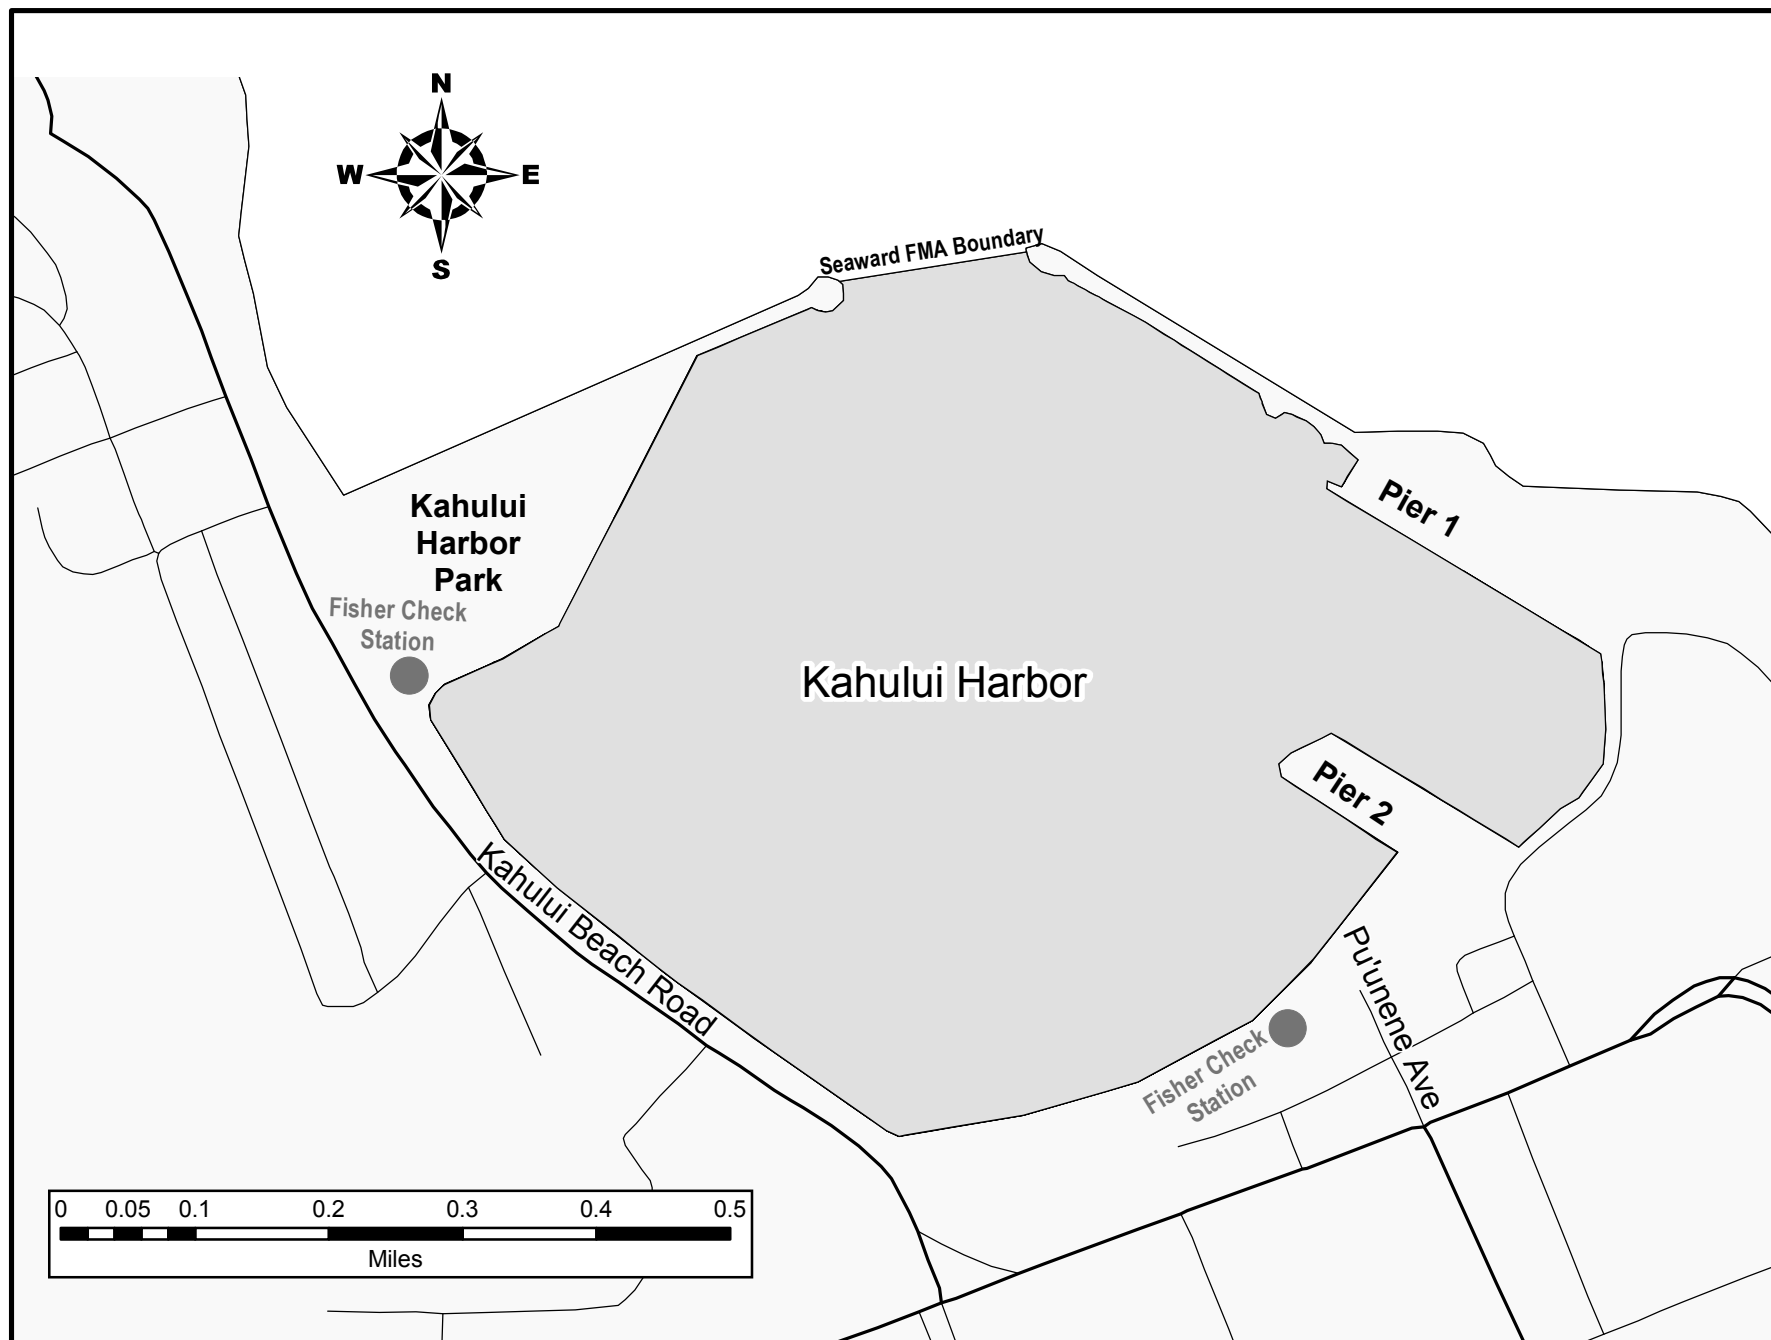 N
W
E
S
Seaward FMA Boundary
Kahului
Harbor
Park
Pier 1
Fisher Check
Station
Kahului Harbor
Pier 2
Kahului Beach Road
Pu'unene Ave
Fisher Check
Station
0 0.05 0.1 0.2 0.3 0.4 0.5
Miles